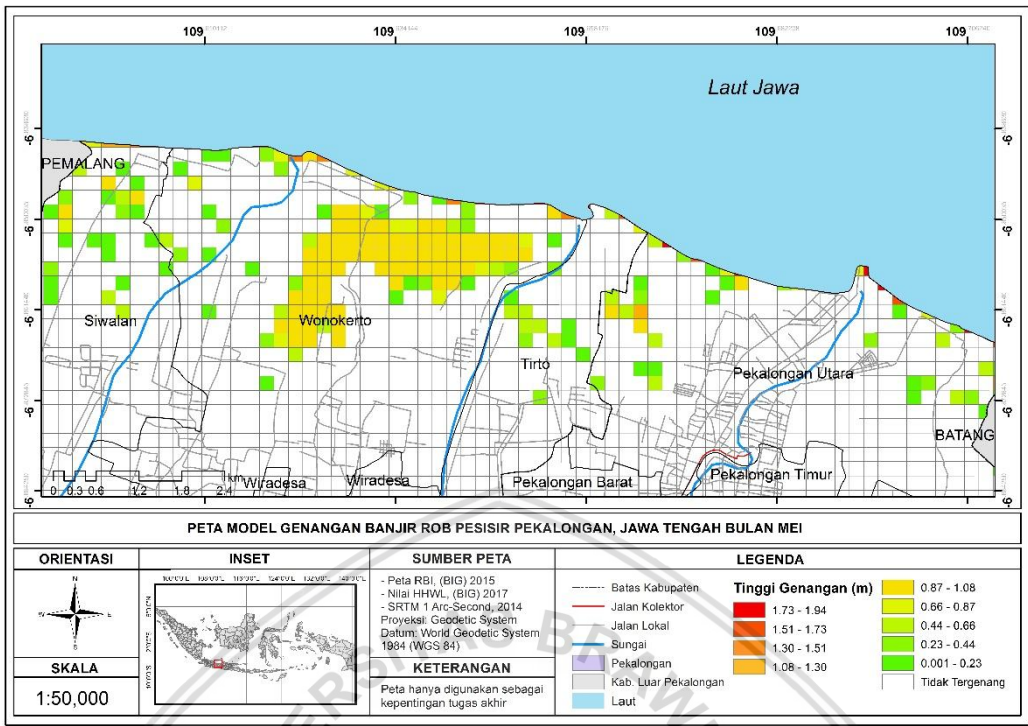 109 109 109 109 109
Laut Jawa
-6 -6
PEMALANG
-6 -6
-6 -6
Siwalan Wonokerto
Tirto Pekalongan Utara
-6 -6
BATANG
-6 -6
km
0 0.3 0.6 1.2 1.8 2.4
Wiradesa Wiradesa Pekalongan Barat Pekalongan Timur
PETA MODEL GENANGAN BANJIR ROB PESISIR PEKALONGAN, JAWA TENGAH BULAN MEI
ORIENTASI
N
W E
S
SKALA
1:50,000
INSET
SUMBER PETA
- Peta RBI, (BIG) 2015
- Nilai HHWL, (BIG) 2017
- SRTM 1 Arc-Second, 2014
Proyeksi: Geodetic System
Datum: World Geodetic System
1984 (WGS 84)
KETERANGAN
Peta hanya digunakan sebagai
kepentingan tugas akhir
LEGENDA
Batas Kabupaten
Jalan Kolektor
Jalan Lokal
Sungai
Pekalongan
Kab. Luar Pekalongan
Laut
Tinggi Genangan (m)
1.73 - 1.94
1.51 - 1.73
1.30 - 1.51
1.08 - 1.30
0.87 - 1.08
0.66 - 0.87
0.44 - 0.66
0.23 - 0.44
0.001 - 0.23
Tidak Tergenang